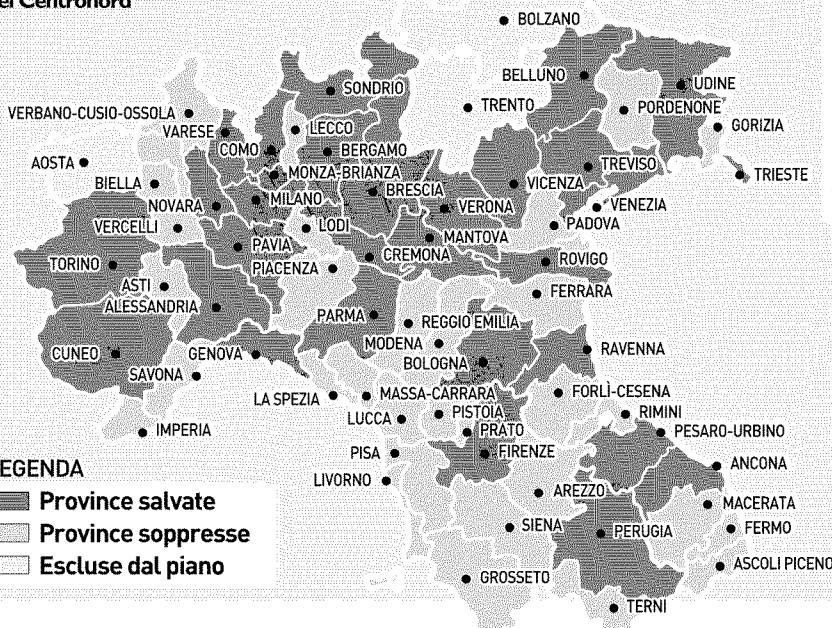 el Centronord
BOLZANO
BELLUNO
UDINE
SONDRIO
TRENTO
PORDENONE
VERBANO-CUSIO-OSSOLA
VARESE
LECCO
GORIZIA
COMO
BERGAMO
AOSTA
TREVISO
MONZA-BRIANZA
TRIESTE
BIELLA
BRESCIA
VICENZA
NOVARA
MILANO
VERONA
VENEZIA
VERCELLI
LODI
PADOVA
PAVIA
MANTOVA
CREMONA
TORINO
PIACENZA
ROVIGO
ASTI
FERRARA
ALESSANDRIA
PARMA
REGGIO EMILIA
MODENA
CUNEO
GENOVA
RAVENNA
BOLOGNA
SAVONA
FORLÌ-CESENA
LA SPEZIA
MASSA-CARRARA
LUCCA
PISTOIA
RIMINI
IMPERIA
PRATO
PESARO-URBINO
PISA
FIRENZE
ANCONA
LIVORNO
AREZZO
MACERATA
SIENA
PERUGIA
FERMO
ASCOLI PICENO
GROSSETO
TERNI
EGENDA
Province salvate
Province soppresse
Escluse dal piano